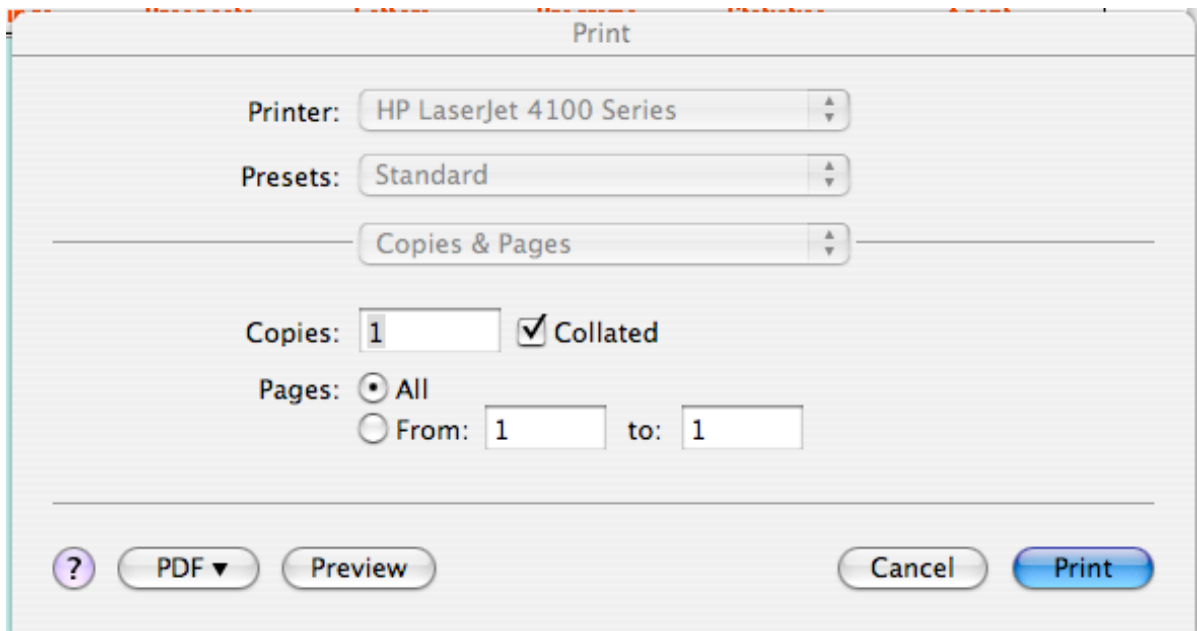 Print
Printer: HP LaserJet 4100 Series
Presets: Standard
Copies & Pages
Copies: 1 Collated
Pages: All
From: 1 to: 1
? PDF ▼ Preview Cancel Print